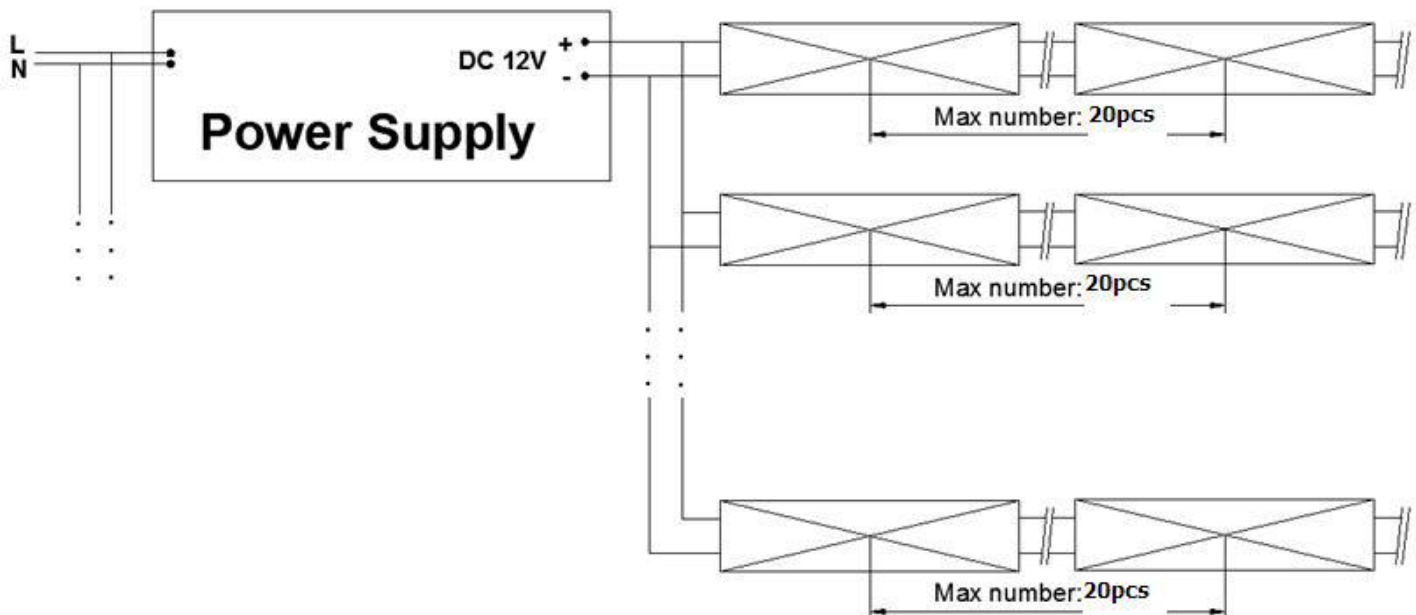 L
N
DC 12V
+
-
Power Supply
Max number: 20pcs
Max number: 20pcs
Max number: 20pcs